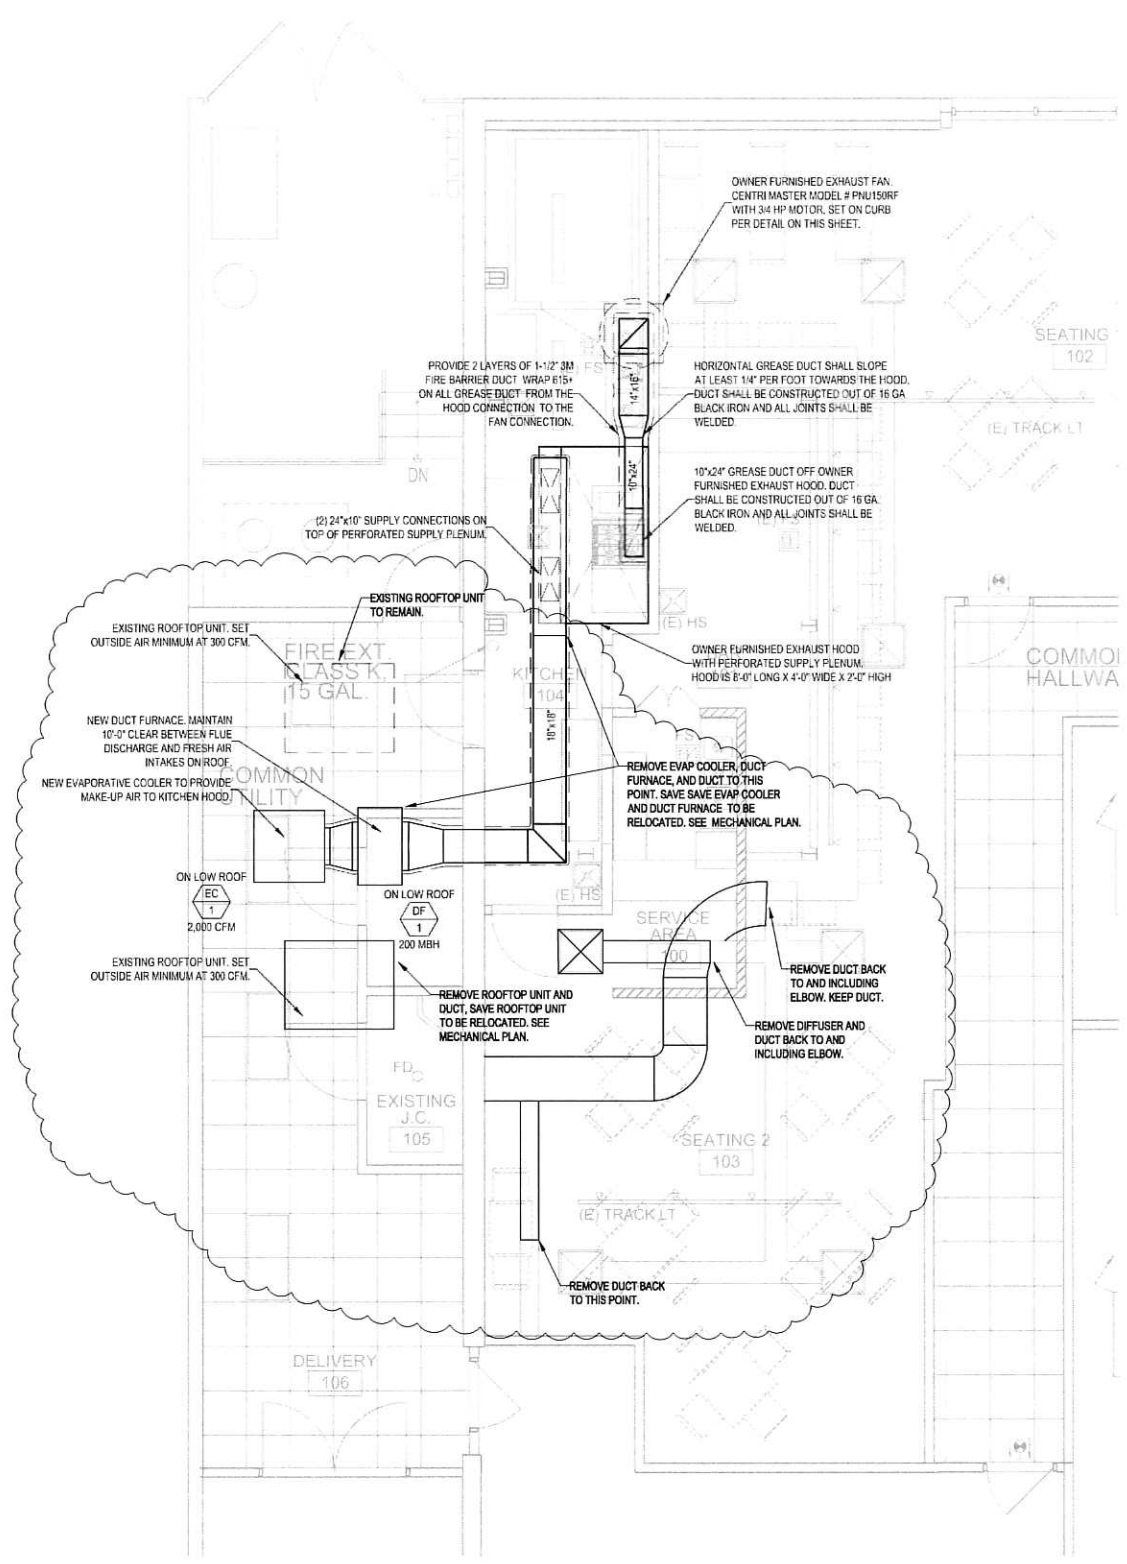 OWNER FURNISHED EXHAUST FAN.
CENTRI MASTER MODEL # PNU150RF
WITH 3/4 HP MOTOR. SET ON CURB
PER DETAIL ON THIS SHEET.
SEATING
102
PROVIDE 2 LAYERS OF 1-1/2" 3M
FIRE BARRIER DUCT WRAP 615+
ON ALL GREASE DUCT FROM THE
HOOD CONNECTION TO THE
FAN CONNECTION.
(E) FS
14"x16"
HORIZONTAL GREASE DUCT SHALL SLOPE
AT LEAST 1/4" PER FOOT TOWARDS THE HOOD.
DUCT SHALL BE CONSTRUCTED OUT OF 16 GA
BLACK IRON AND ALL JOINTS SHALL BE
WELDED.
(E) TRACK LT
DN
10"x24"
10"x24" GREASE DUCT OFF OWNER
FURNISHED EXHAUST HOOD. DUCT
SHALL BE CONSTRUCTED OUT OF 16 GA.
BLACK IRON AND ALL JOINTS SHALL BE
WELDED.
(E) FS
(2) 24"x10" SUPPLY CONNECTIONS ON
TOP OF PERFORATED SUPPLY PLENUM.
EXISTING ROOFTOP UNIT
TO REMAIN.
EXISTING ROOFTOP UNIT. SET
OUTSIDE AIR MINIMUM AT 300 CFM.
(E) HS
FIRE EXT.
CLASS K.
15 GAL.
OWNER FURNISHED EXHAUST HOOD
WITH PERFORATED SUPPLY PLENUM.
HOOD IS 8'-0" LONG X 4'-0" WIDE X 2'-0" HIGH
KITCHEN
104
COMMO
HALLWA
18"x18"
NEW DUCT FURNACE. MAINTAIN
10'-0" CLEAR BETWEEN FLUE
DISCHARGE AND FRESH AIR
INTAKES ON ROOF.
COMMON
UTILITY
NEW EVAPORATIVE COOLER TO PROVIDE
MAKE-UP AIR TO KITCHEN HOOD.
REMOVE EVAP COOLER, DUCT
FURNACE, AND DUCT TO THIS
POINT. SAVE SAVE EVAP COOLER
AND DUCT FURNACE TO BE
RELOCATED. SEE MECHANICAL PLAN.
ON LOW ROOF
EC
1
2,000 CFM
ON LOW ROOF
DF
1
200 MBH
(E) HS
SERVICE
AREA
100
EXISTING ROOFTOP UNIT. SET
OUTSIDE AIR MINIMUM AT 300 CFM.
REMOVE ROOFTOP UNIT AND
DUCT, SAVE ROOFTOP UNIT
TO BE RELOCATED. SEE
MECHANICAL PLAN.
REMOVE DUCT BACK
TO AND INCLUDING
ELBOW. KEEP DUCT.
REMOVE DIFFUSER AND
DUCT BACK TO AND
INCLUDING ELBOW.
FD
EXISTING
J.C.
105
SEATING 2
103
(E) TRACK LT
REMOVE DUCT BACK
TO THIS POINT.
DELIVERY
106